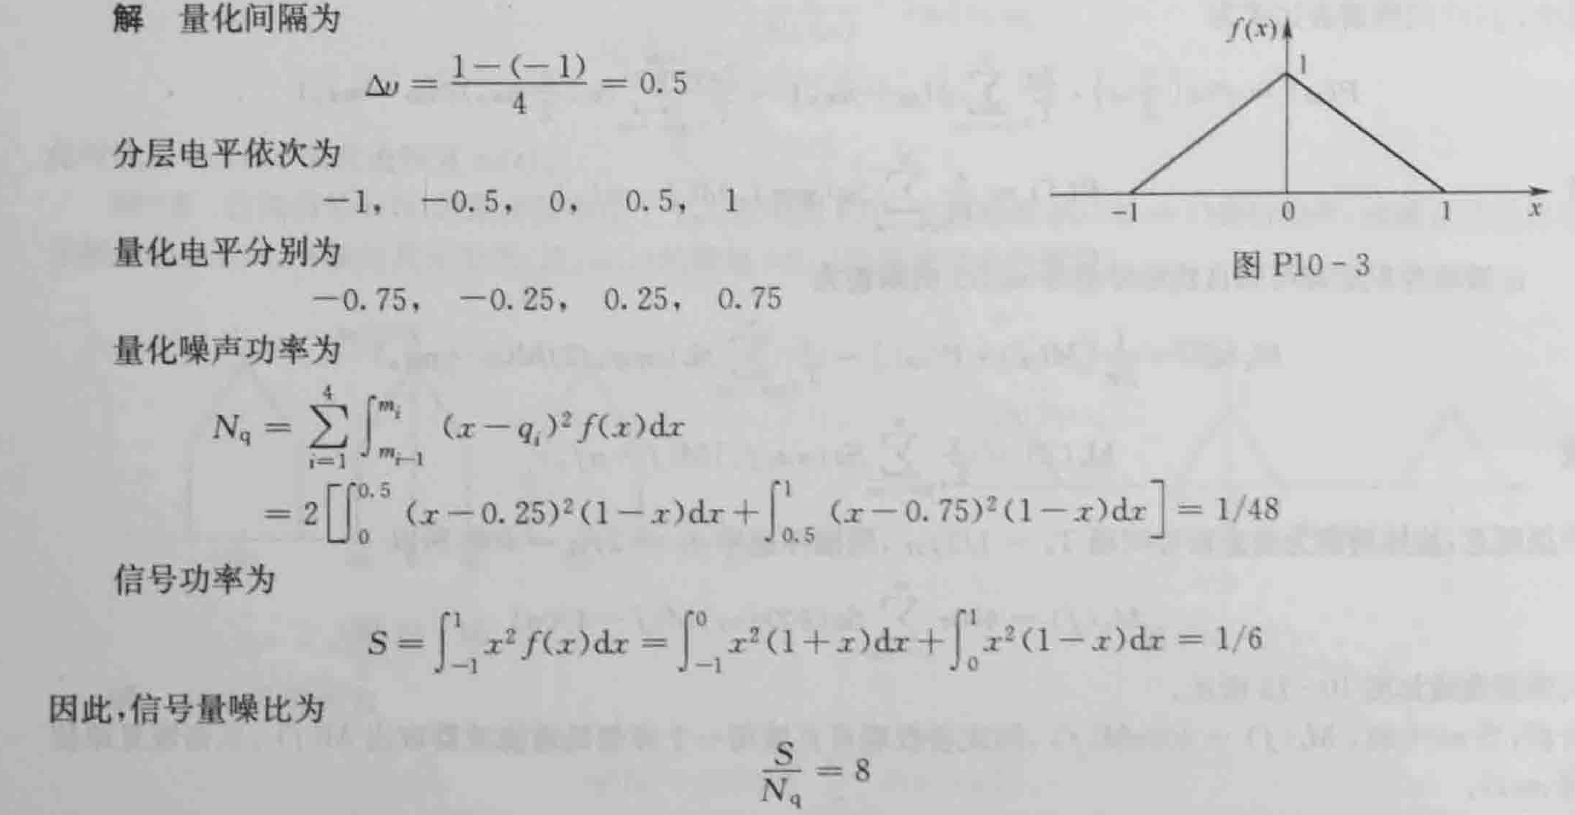 解 量化间隔为
Δυ = \frac{1-(-1)}{4} = 0.5
分层电平依次为
-1, -0.5, 0, 0.5, 1
量化电平分别为
-0.75, -0.25, 0.25, 0.75
量化噪声功率为
N_q = \sum_{i=1}^{4} \int_{m_{i-1}}^{m_i} (x-q_i)^2 f(x)dx
= 2[\int_0^{0.5} (x-0.25)^2(1-x)dx + \int_{0.5}^{1} (x-0.75)^2(1-x)dx] = 1/48
信号功率为
S = \int_{-1}^{1} x^2 f(x)dx = \int_{-1}^{0} x^2(1+x)dx + \int_0^1 x^2(1-x)dx = 1/6
因此,信号量噪比为
\frac{S}{N_q} = 8
f(x)
1
-1 0 1 x
图 P10-3